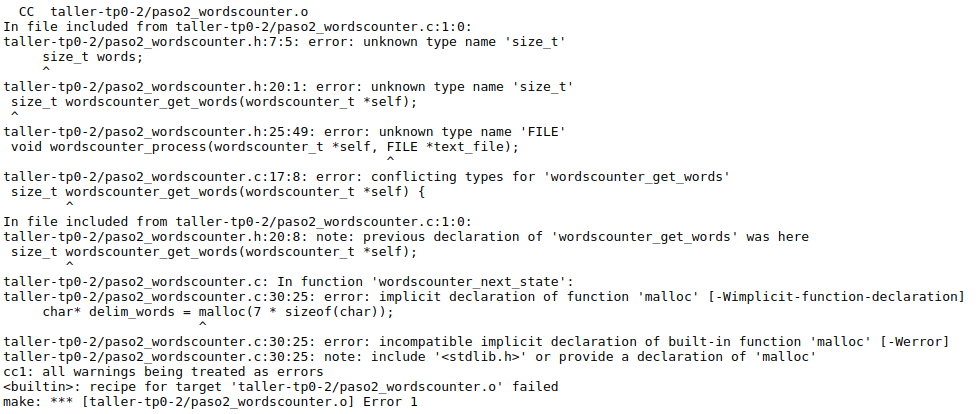 CC  taller-tp0-2/paso2_wordscounter.o
In file included from taller-tp0-2/paso2_wordscounter.c:1:0:
taller-tp0-2/paso2_wordscounter.h:7:5: error: unknown type name 'size_t'
     size_t words;
     ^
taller-tp0-2/paso2_wordscounter.h:20:1: error: unknown type name 'size_t'
 size_t wordscounter_get_words(wordscounter_t *self);
 ^
taller-tp0-2/paso2_wordscounter.h:25:49: error: unknown type name 'FILE'
 void wordscounter_process(wordscounter_t *self, FILE *text_file);
                                                 ^
taller-tp0-2/paso2_wordscounter.c:17:8: error: conflicting types for 'wordscounter_get_words'
 size_t wordscounter_get_words(wordscounter_t *self) {
        ^
In file included from taller-tp0-2/paso2_wordscounter.c:1:0:
taller-tp0-2/paso2_wordscounter.h:20:8: note: previous declaration of 'wordscounter_get_words' was here
 size_t wordscounter_get_words(wordscounter_t *self);
        ^
taller-tp0-2/paso2_wordscounter.c: In function 'wordscounter_next_state':
taller-tp0-2/paso2_wordscounter.c:30:25: error: implicit declaration of function 'malloc' [-Wimplicit-function-declaration]
     char* delim_words = malloc(7 * sizeof(char));
                         ^
taller-tp0-2/paso2_wordscounter.c:30:25: error: incompatible implicit declaration of built-in function 'malloc' [-Werror]
taller-tp0-2/paso2_wordscounter.c:30:25: note: include '<stdlib.h>' or provide a declaration of 'malloc'
cc1: all warnings being treated as errors
<builtin>: recipe for target 'taller-tp0-2/paso2_wordscounter.o' failed
make: *** [taller-tp0-2/paso2_wordscounter.o] Error 1